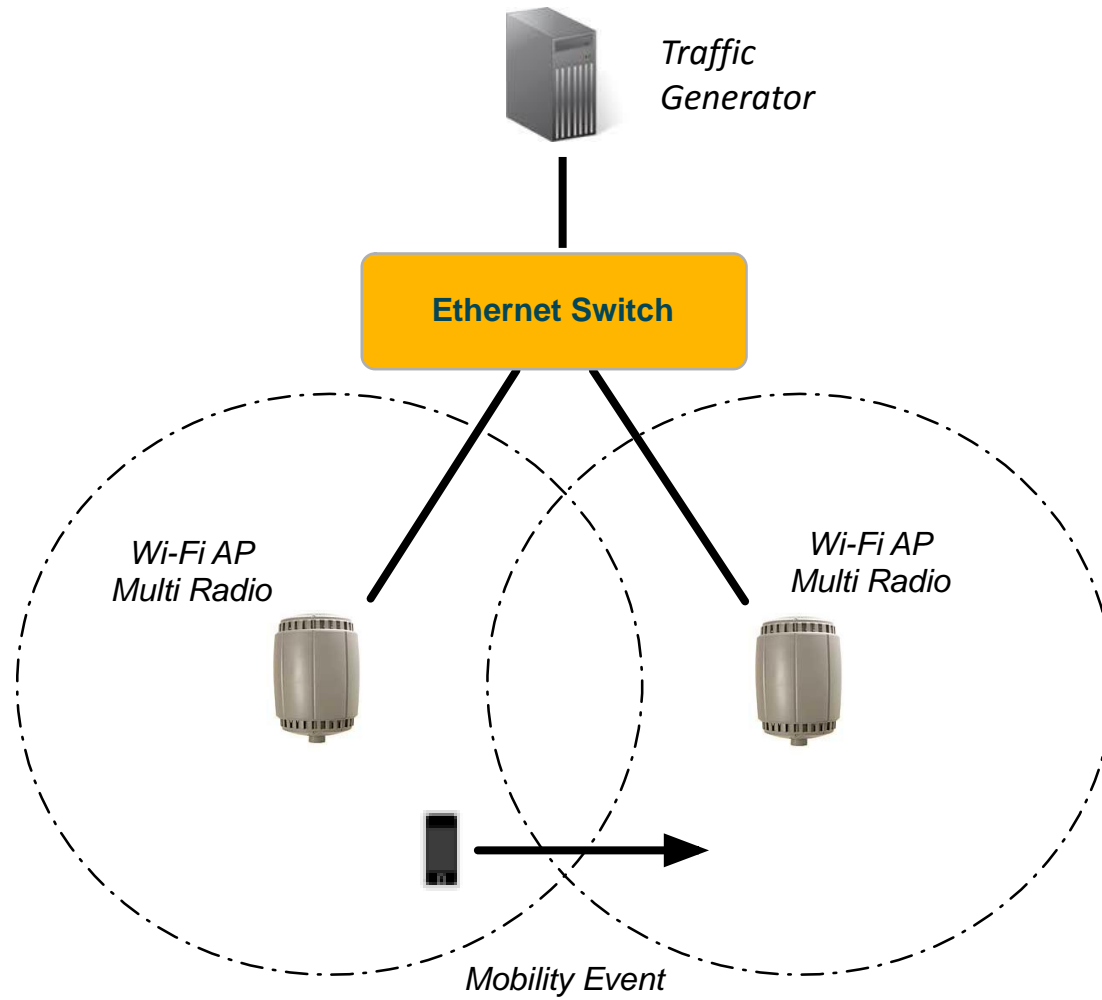 Traffic
Generator
Ethernet Switch
Wi-Fi AP
Multi Radio
Wi-Fi AP
Multi Radio
Mobility Event